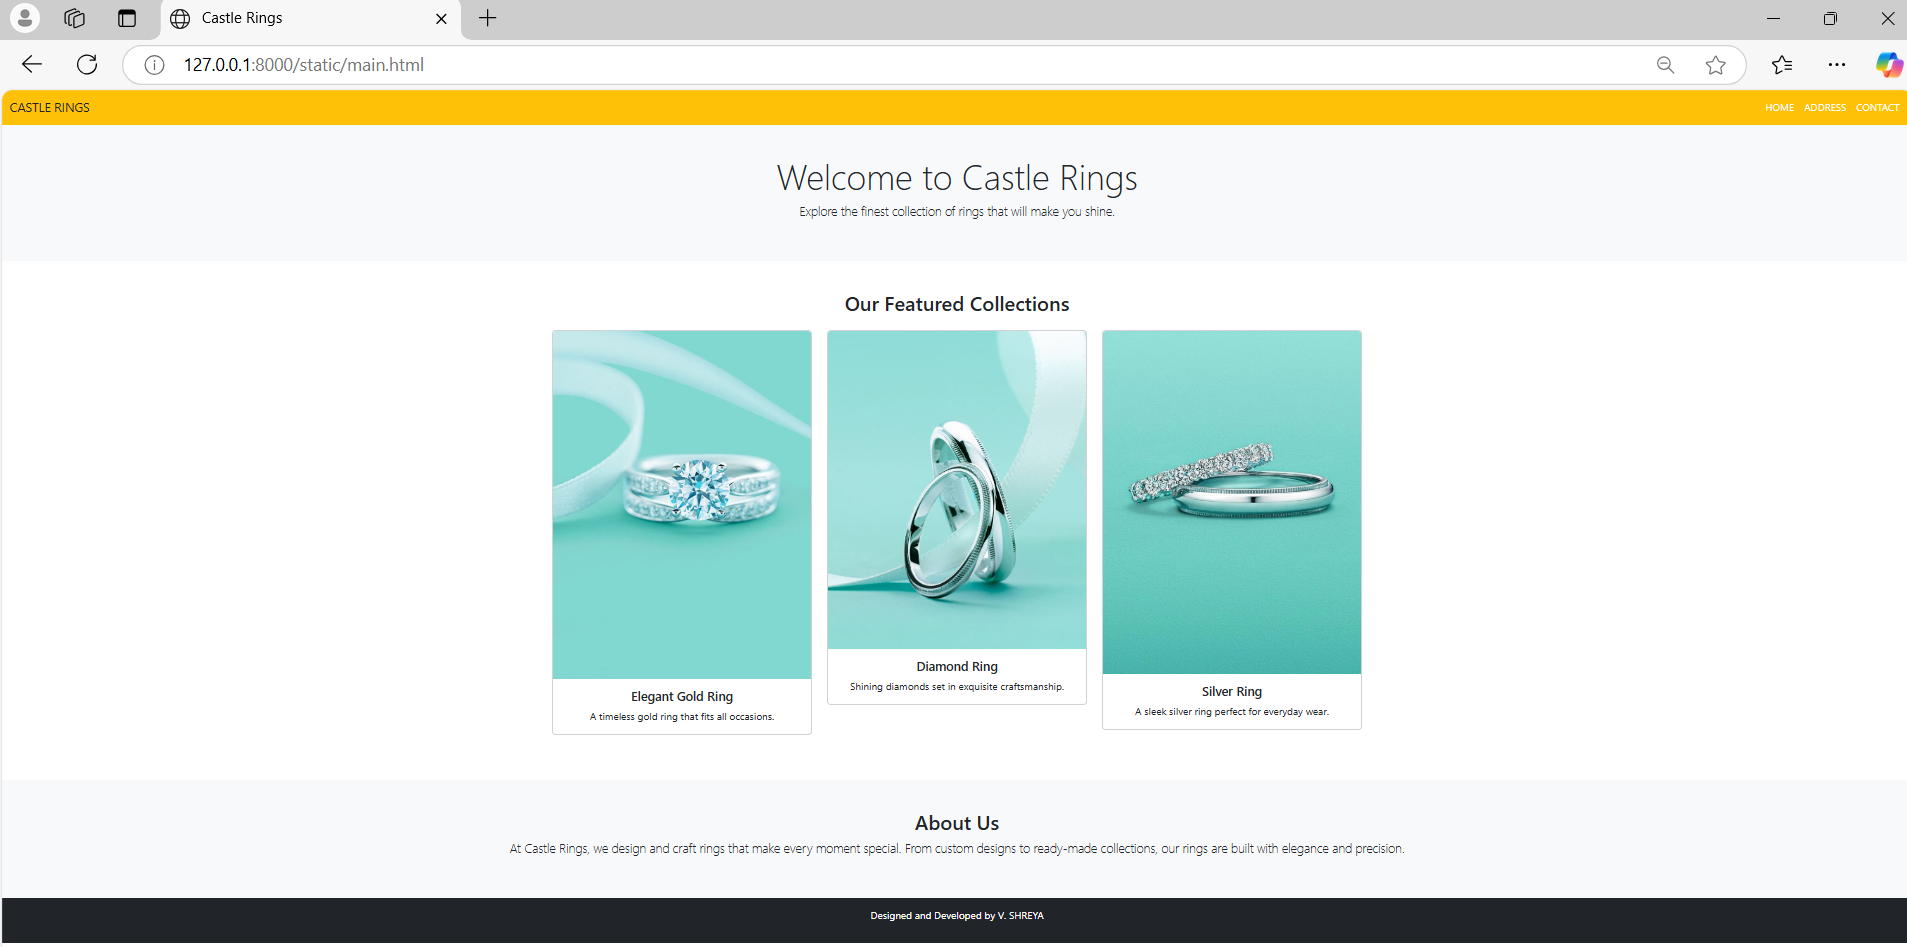 Castle Rings
127.0.0.1:8000/static/main.html
CASTLE RINGS
HOME ADDRESS CONTACT
Welcome to Castle Rings
Explore the finest collection of rings that will make you shine.
Our Featured Collections
Elegant Gold Ring
A timeless gold ring that fits all occasions.
Diamond Ring
Shining diamonds set in exquisite craftsmanship.
Silver Ring
A sleek silver ring perfect for everyday wear.
About Us
At Castle Rings, we design and craft rings that make every moment special. From custom designs to ready-made collections, our rings are built with elegance and precision.
Designed and Developed by V. SHREYA